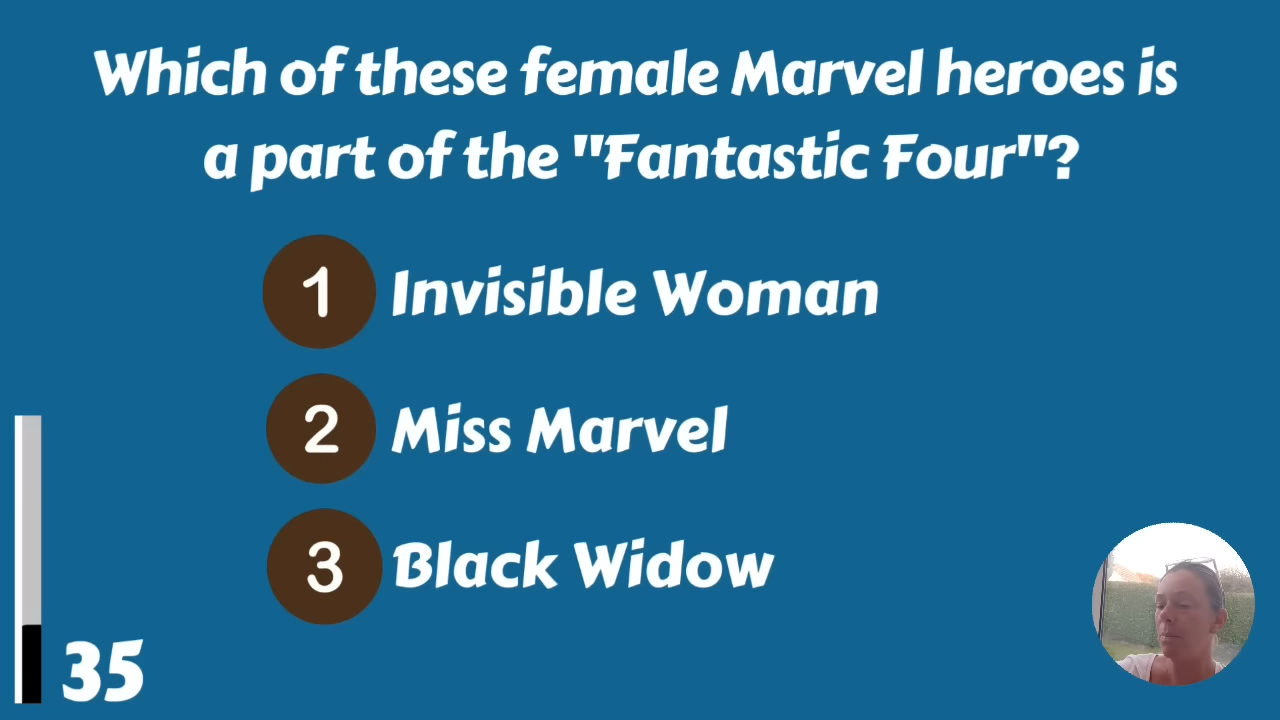 Which of these female Marvel heroes is
a part of the "Fantastic Four"?
1 Invisible Woman
2 Miss Marvel
3 Black Widow
35